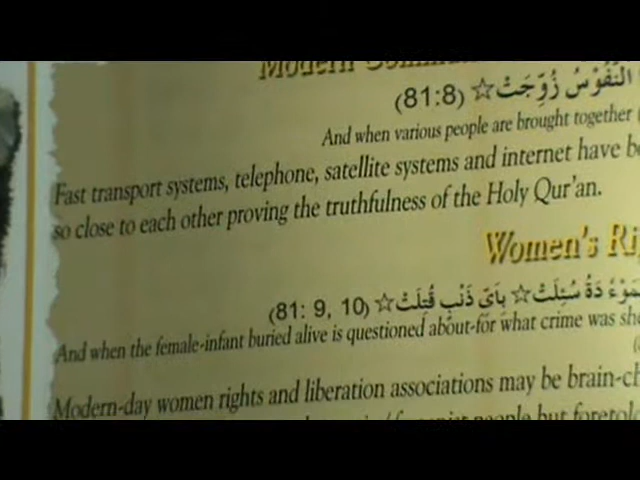 Modern
النُّفُوْسُ زُوِّجَتْ ☆ (81:8)
And when various people are brought together
Fast transport systems, telephone, satellite systems and internet have
so close to each other proving the truthfulness of the Holy Qur'an.
Women's
سُئِلَتْ ☆ بِاَىِّ ذَنْبٍ قُتِلَتْ ☆ (81: 9, 10)
And when the female-infant buried alive is questioned about-for what crime was
Modern-day women rights and liberation associations may be
people but